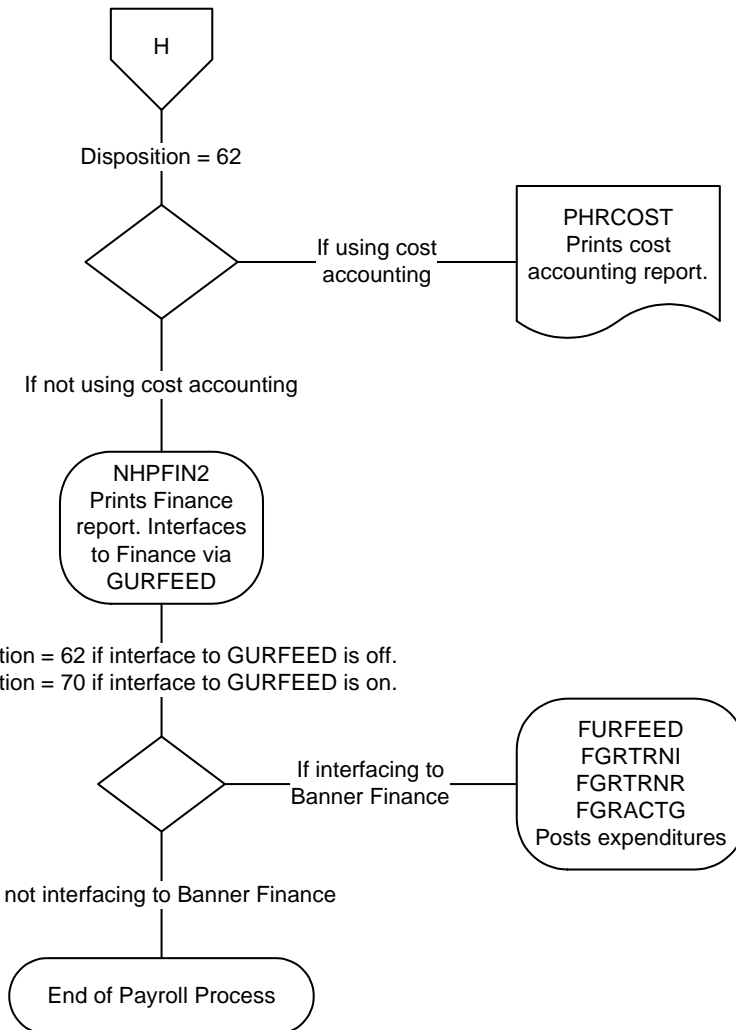 H
Disposition = 62
If using cost
accounting
PHRCOST
Prints cost
accounting report.
If not using cost accounting
NHPFIN2
Prints Finance
report. Interfaces
to Finance via
GURFEED
tion = 62 if interface to GURFEED is off.
tion = 70 if interface to GURFEED is on.
If interfacing to
Banner Finance
FURFEED
FGRTRNI
FGRTRNR
FGRACTG
Posts expenditures
not interfacing to Banner Finance
End of Payroll Process